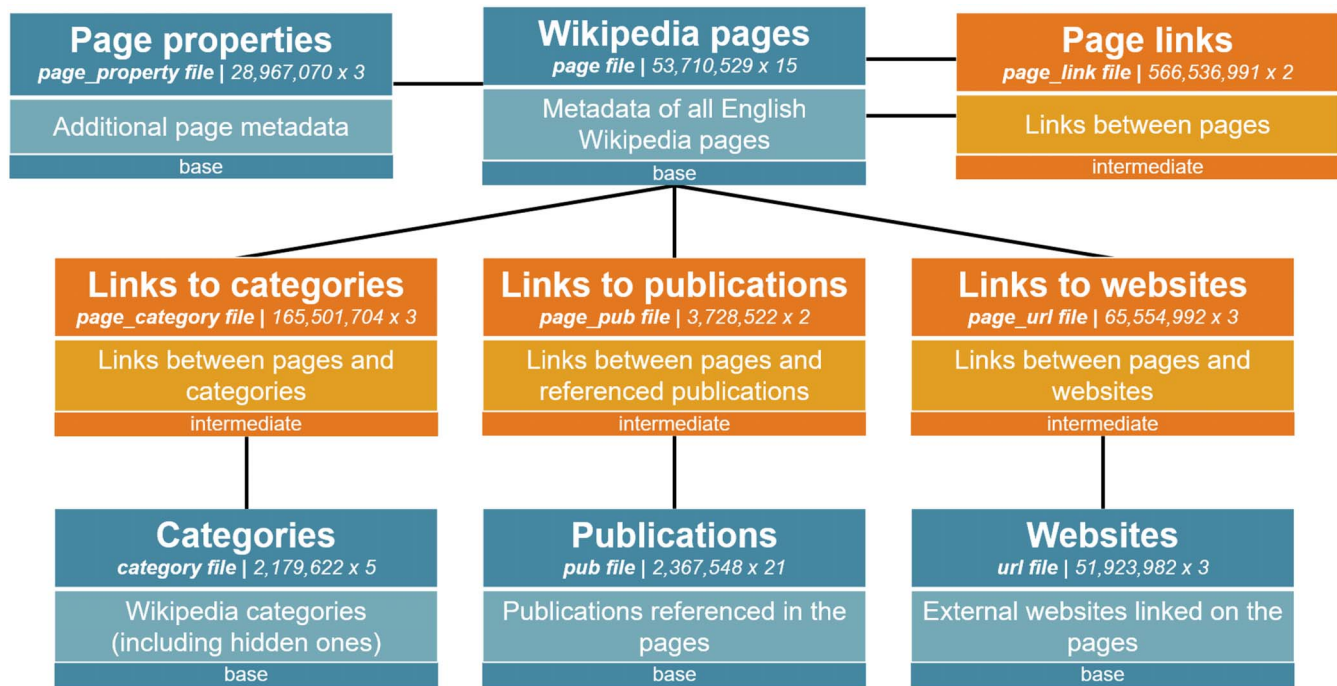 Page properties
page_property file | 28,967,070 x 3
Additional page metadata
base
Wikipedia pages
page file | 53,710,529 x 15
Metadata of all English
Wikipedia pages
base
Page links
page_link file | 566,536,991 x 2
Links between pages
intermediate
Links to categories
page_category file | 165,501,704 x 3
Links between pages and
categories
intermediate
Links to publications
page_pub file | 3,728,522 x 2
Links between pages and
referenced publications
intermediate
Links to websites
page_url file | 65,554,992 x 3
Links between pages and
websites
intermediate
Categories
category file | 2,179,622 x 5
Wikipedia categories
(including hidden ones)
base
Publications
pub file | 2,367,548 x 21
Publications referenced in the
pages
base
Websites
url file | 51,923,982 x 3
External websites linked on the
pages
base